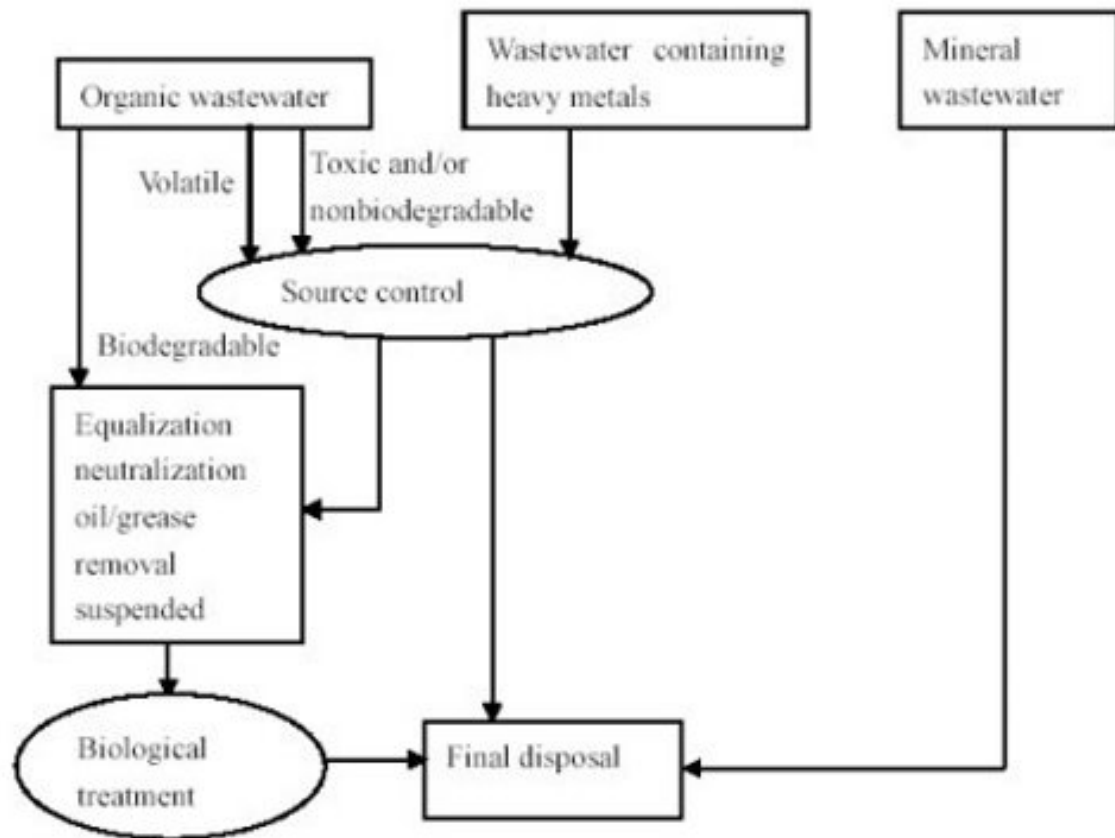 Organic wastewater
Wastewater containing
heavy metals
Mineral
wastewater
Volatile
Toxic and/or
nonbiodegradable
Source control
Biodegradable
Equalization
neutralization
oil/grease
removal
suspended
Biological
treatment
Final disposal